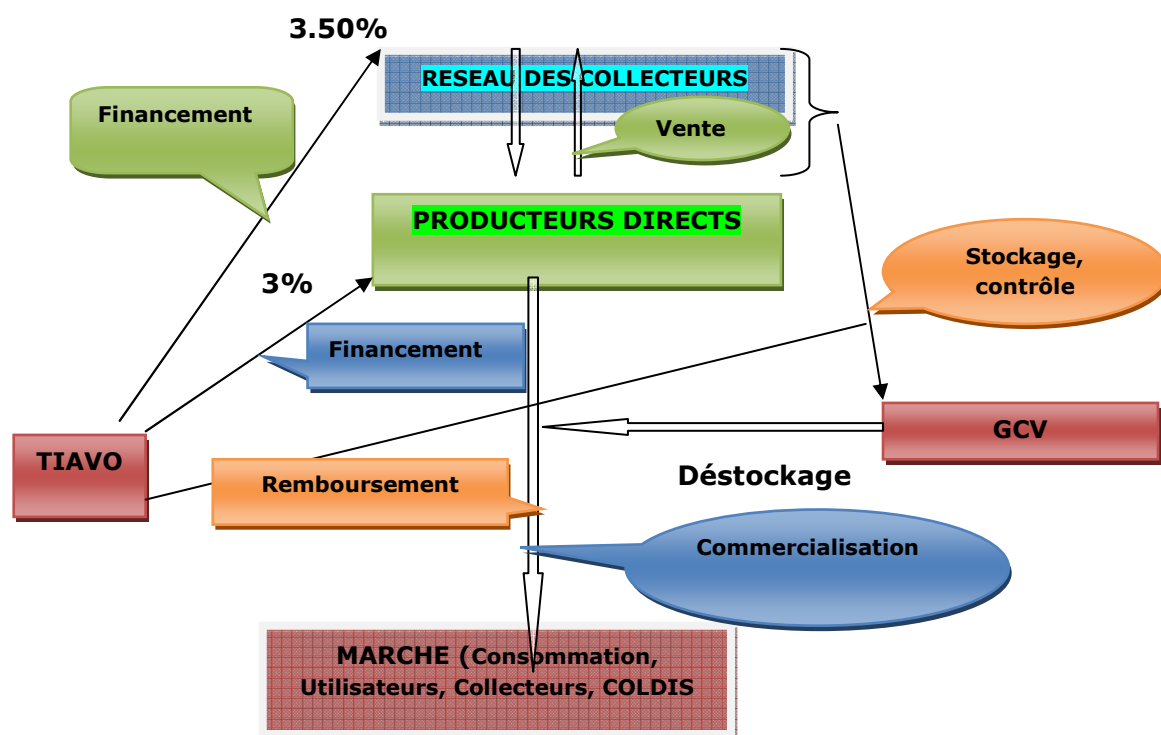 3.50%
RESEAU DES COLLECTEURS
Financement
Vente
PRODUCTEURS DIRECTS
Stockage,
contrôle
3%
Financement
GCV
TIAVO
Remboursement
Déstockage
Commercialisation
MARCHE (Consommation,
Utilisateurs, Collecteurs, COLDIS